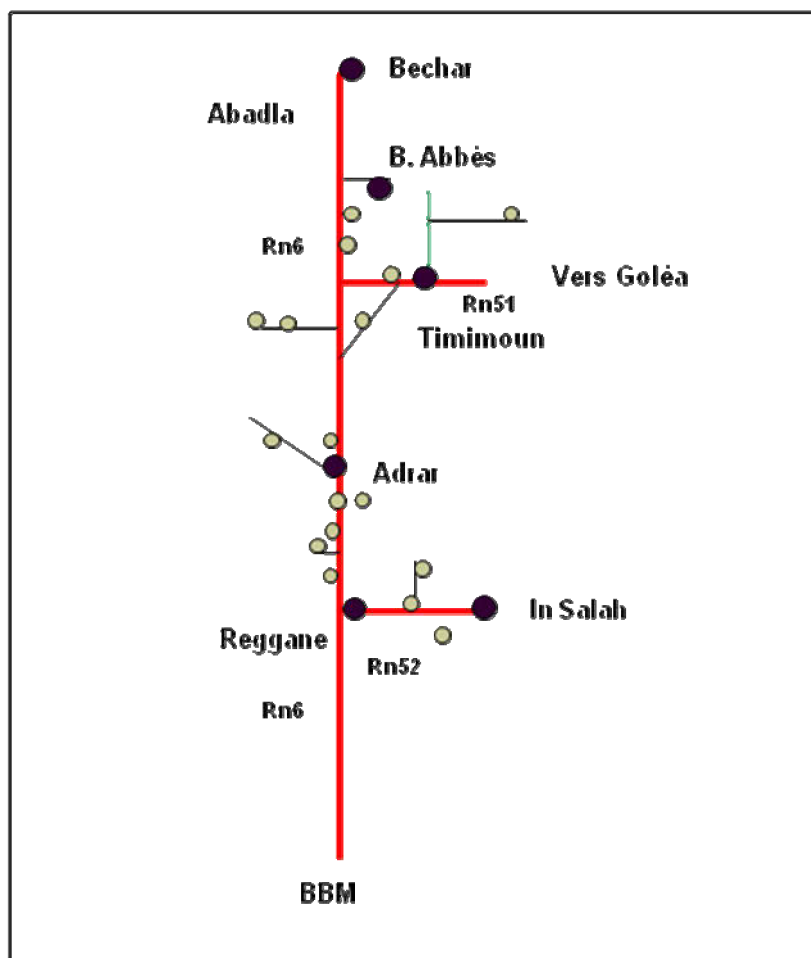 Bechar
Abadla
B. Abbès
Rn6
Vers Goléa
Rn51
Timimoun
Adrar
In Salah
Reggane
Rn52
Rn6
BBM